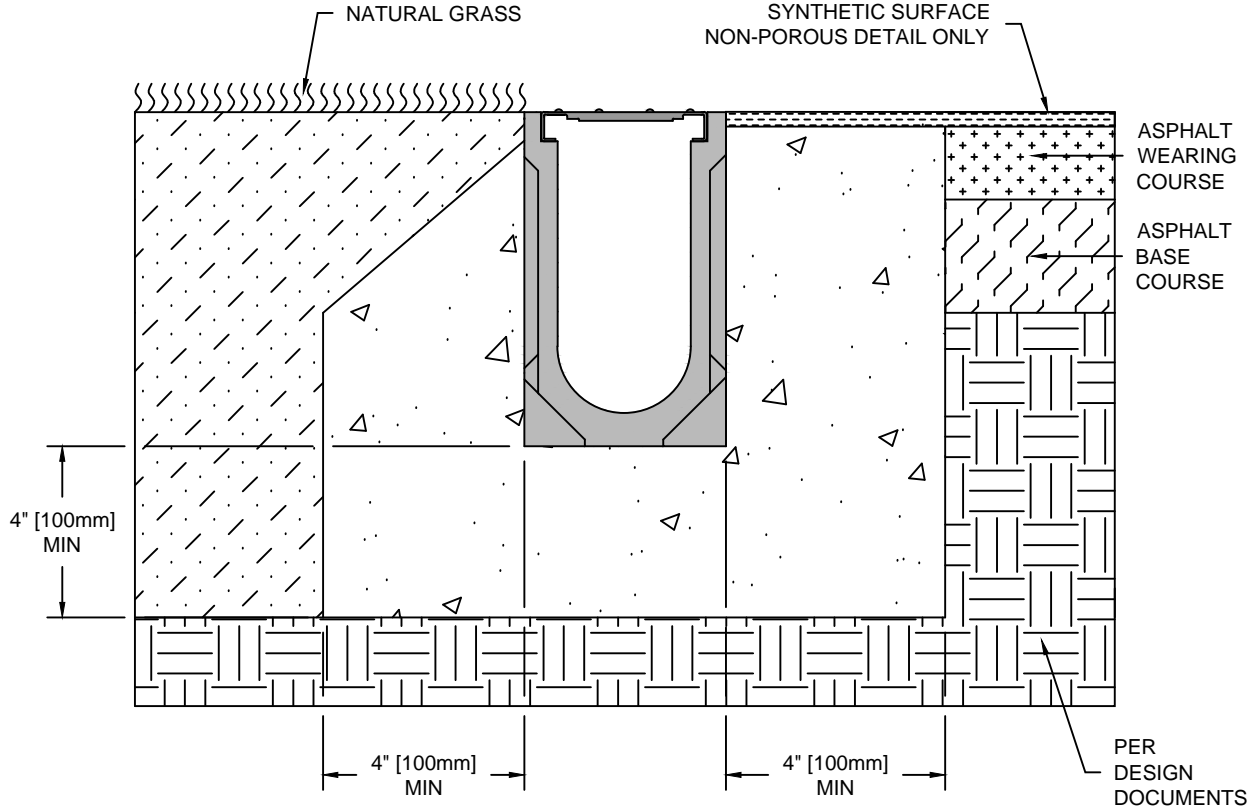 NATURAL GRASS
SYNTHETIC SURFACE
NON-POROUS DETAIL ONLY
ASPHALT
WEARING
COURSE
ASPHALT
BASE
COURSE
4" [100mm]
MIN
4" [100mm]
MIN
4" [100mm]
MIN
PER
DESIGN
DOCUMENTS